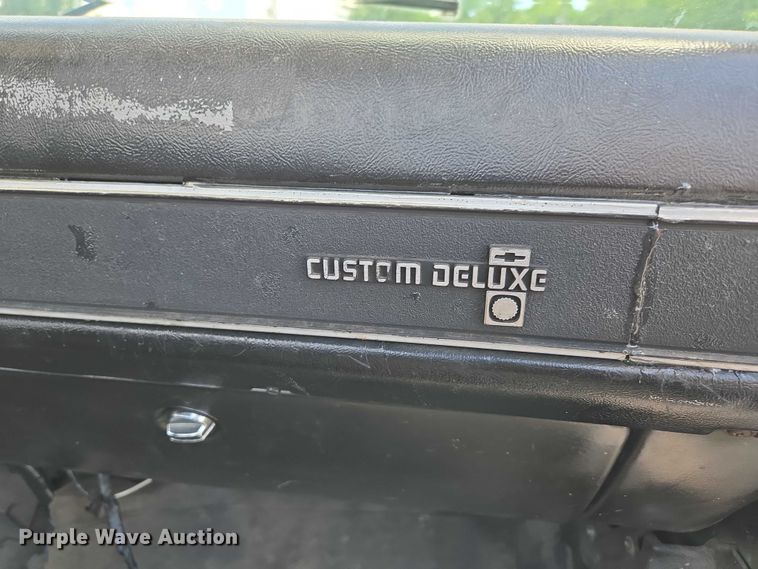 CUSTOM DELUXE
Purple Wave Auction